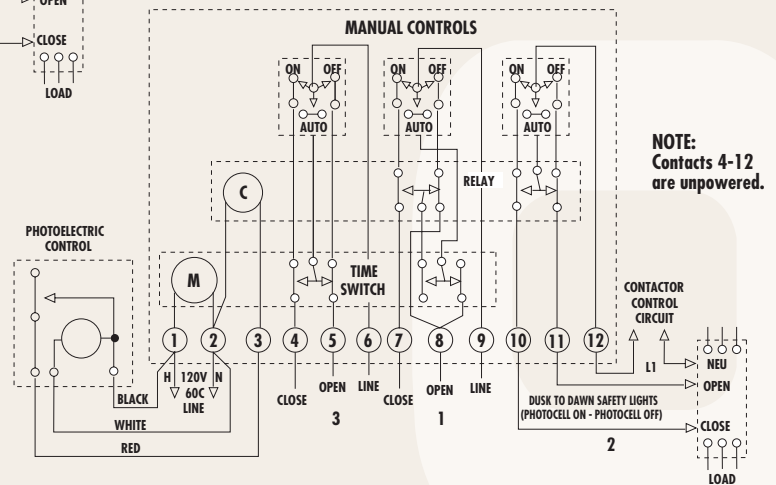 OPEN
CLOSE
LOAD
MANUAL CONTROLS
ON OFF
AUTO
ON OFF
AUTO
ON OFF
AUTO
NOTE:
Contacts 4-12
are unpowered.
C
RELAY
PHOTOELECTRIC
CONTROL
M
TIME
SWITCH
CONTACTOR
CONTROL
CIRCUIT
1 2 3 4 5 6 7 8 9 10 11 12
H 120V N
60C
LINE
BLACK
WHITE
RED
CLOSE
OPEN
LINE
3
CLOSE
OPEN
LINE
1
L1
NEU
OPEN
DUSK TO DAWN SAFETY LIGHTS
(PHOTOCELL ON - PHOTOCELL OFF)
2
CLOSE
LOAD